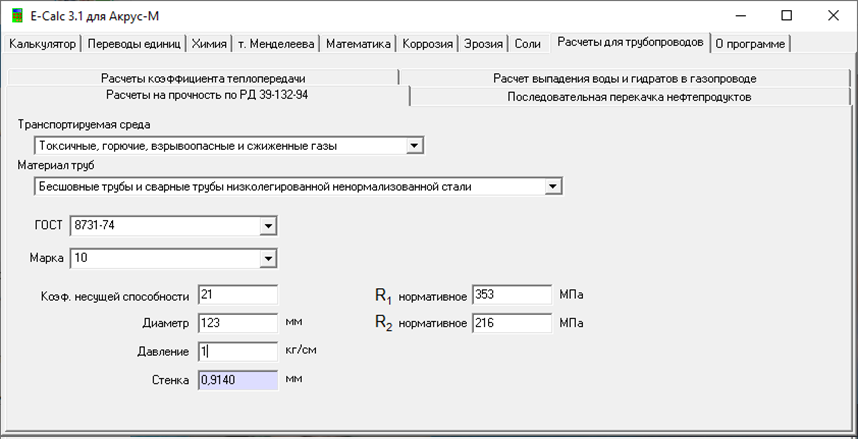 E-Calc 3.1 для Акрус-М
Калькулятор Переводы единиц Химия т. Менделеева Математика Коррозия Эрозия Соли Расчеты для трубопроводов О программе
Расчеты коэффициента теплопередачи Расчет выпадения воды и гидратов в газопроводе
Расчеты на прочность по РД 39-132-94 Последовательная перекачка нефтепродуктов
Транспортируемая среда
Токсичные, горючие, взрывоопасные и сжиженные газы
Материал труб
Бесшовные трубы и сварные трубы низколегированной ненормализованной стали
ГОСТ 8731-74
Марка 10
Коэф. несущей способности 21 R1 нормативное 353 МПа
Диаметр 123 мм R2 нормативное 216 МПа
Давление 1 кг/см
Стенка 0,9140 мм